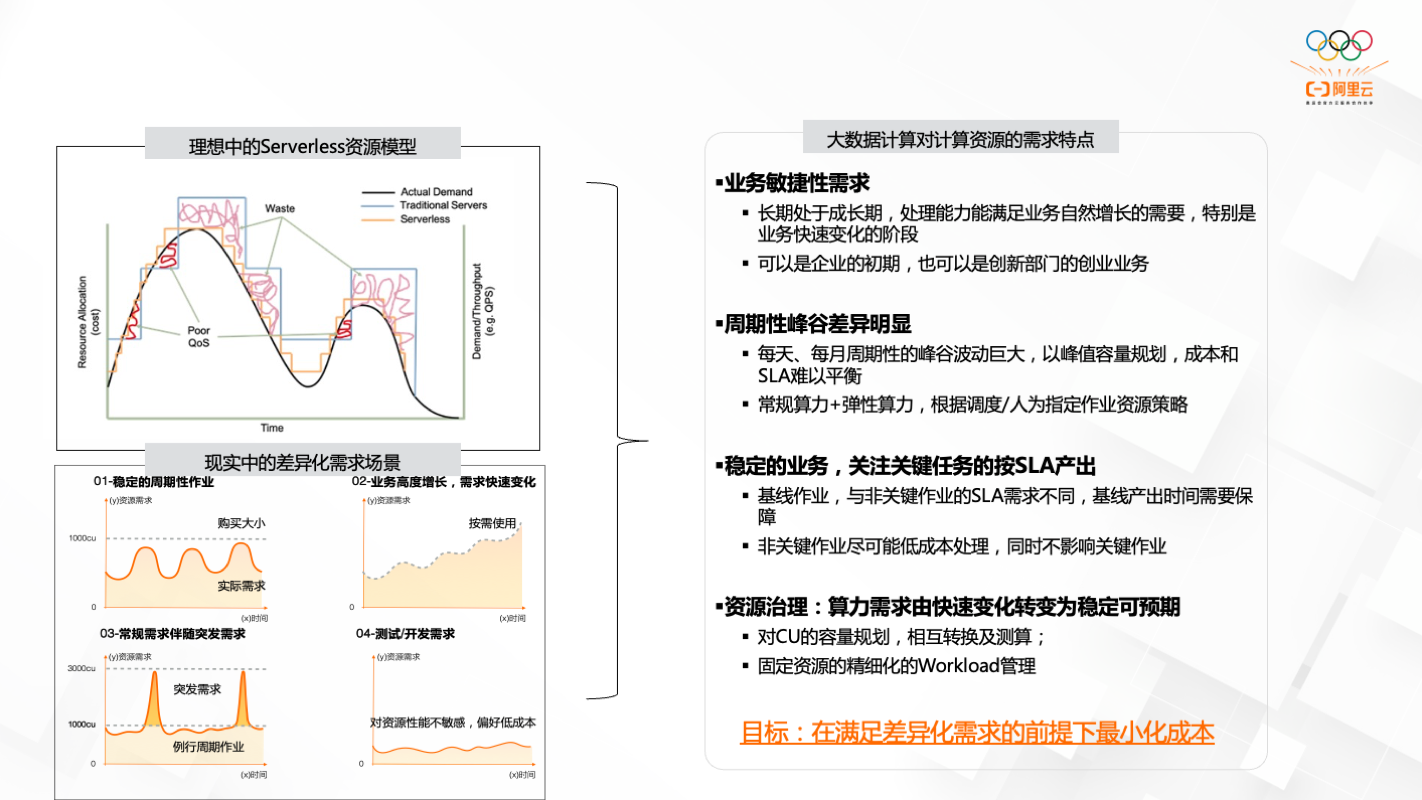 阿里云
理想中的Serverless资源模型
Actual Demand
Traditional Servers
Serverless
Waste
Poor
QoS
Resource Allocation
(cost)
Demand/Throughput
(e.g. QPS)
Time
现实中的差异化需求场景
01-稳定的周期性作业
(y)资源需求
购买大小
1000cu
实际需求
0
(x)时间
02-业务高度增长，需求快速变化
(y)资源需求
按需使用
0
(x)时间
03-常规需求伴随突发需求
(y)资源需求
3000cu
突发需求
1000cu
例行周期作业
0
(x)时间
04-测试/开发需求
(y)资源需求
对资源性能不敏感，偏好低成本
0
(x)时间
大数据计算对计算资源的需求特点
▪业务敏捷性需求
▪ 长期处于成长期，处理能力能满足业务自然增长的需要，特别是
业务快速变化的阶段
▪ 可以是企业的初期，也可以是创新部门的创业业务
▪周期性峰谷差异明显
▪ 每天、每月周期性的峰谷波动巨大，以峰值容量规划，成本和
SLA难以平衡
▪ 常规算力+弹性算力，根据调度/人为指定作业资源策略
▪稳定的业务，关注关键任务的按SLA产出
▪ 基线作业，与非关键作业的SLA需求不同，基线产出时间需要保
障
▪ 非关键作业尽可能低成本处理，同时不影响关键作业
▪资源治理：算力需求由快速变化转变为稳定可预期
▪ 对CU的容量规划，相互转换及测算；
▪ 固定资源的精细化的Workload管理
目标：在满足差异化需求的前提下最小化成本